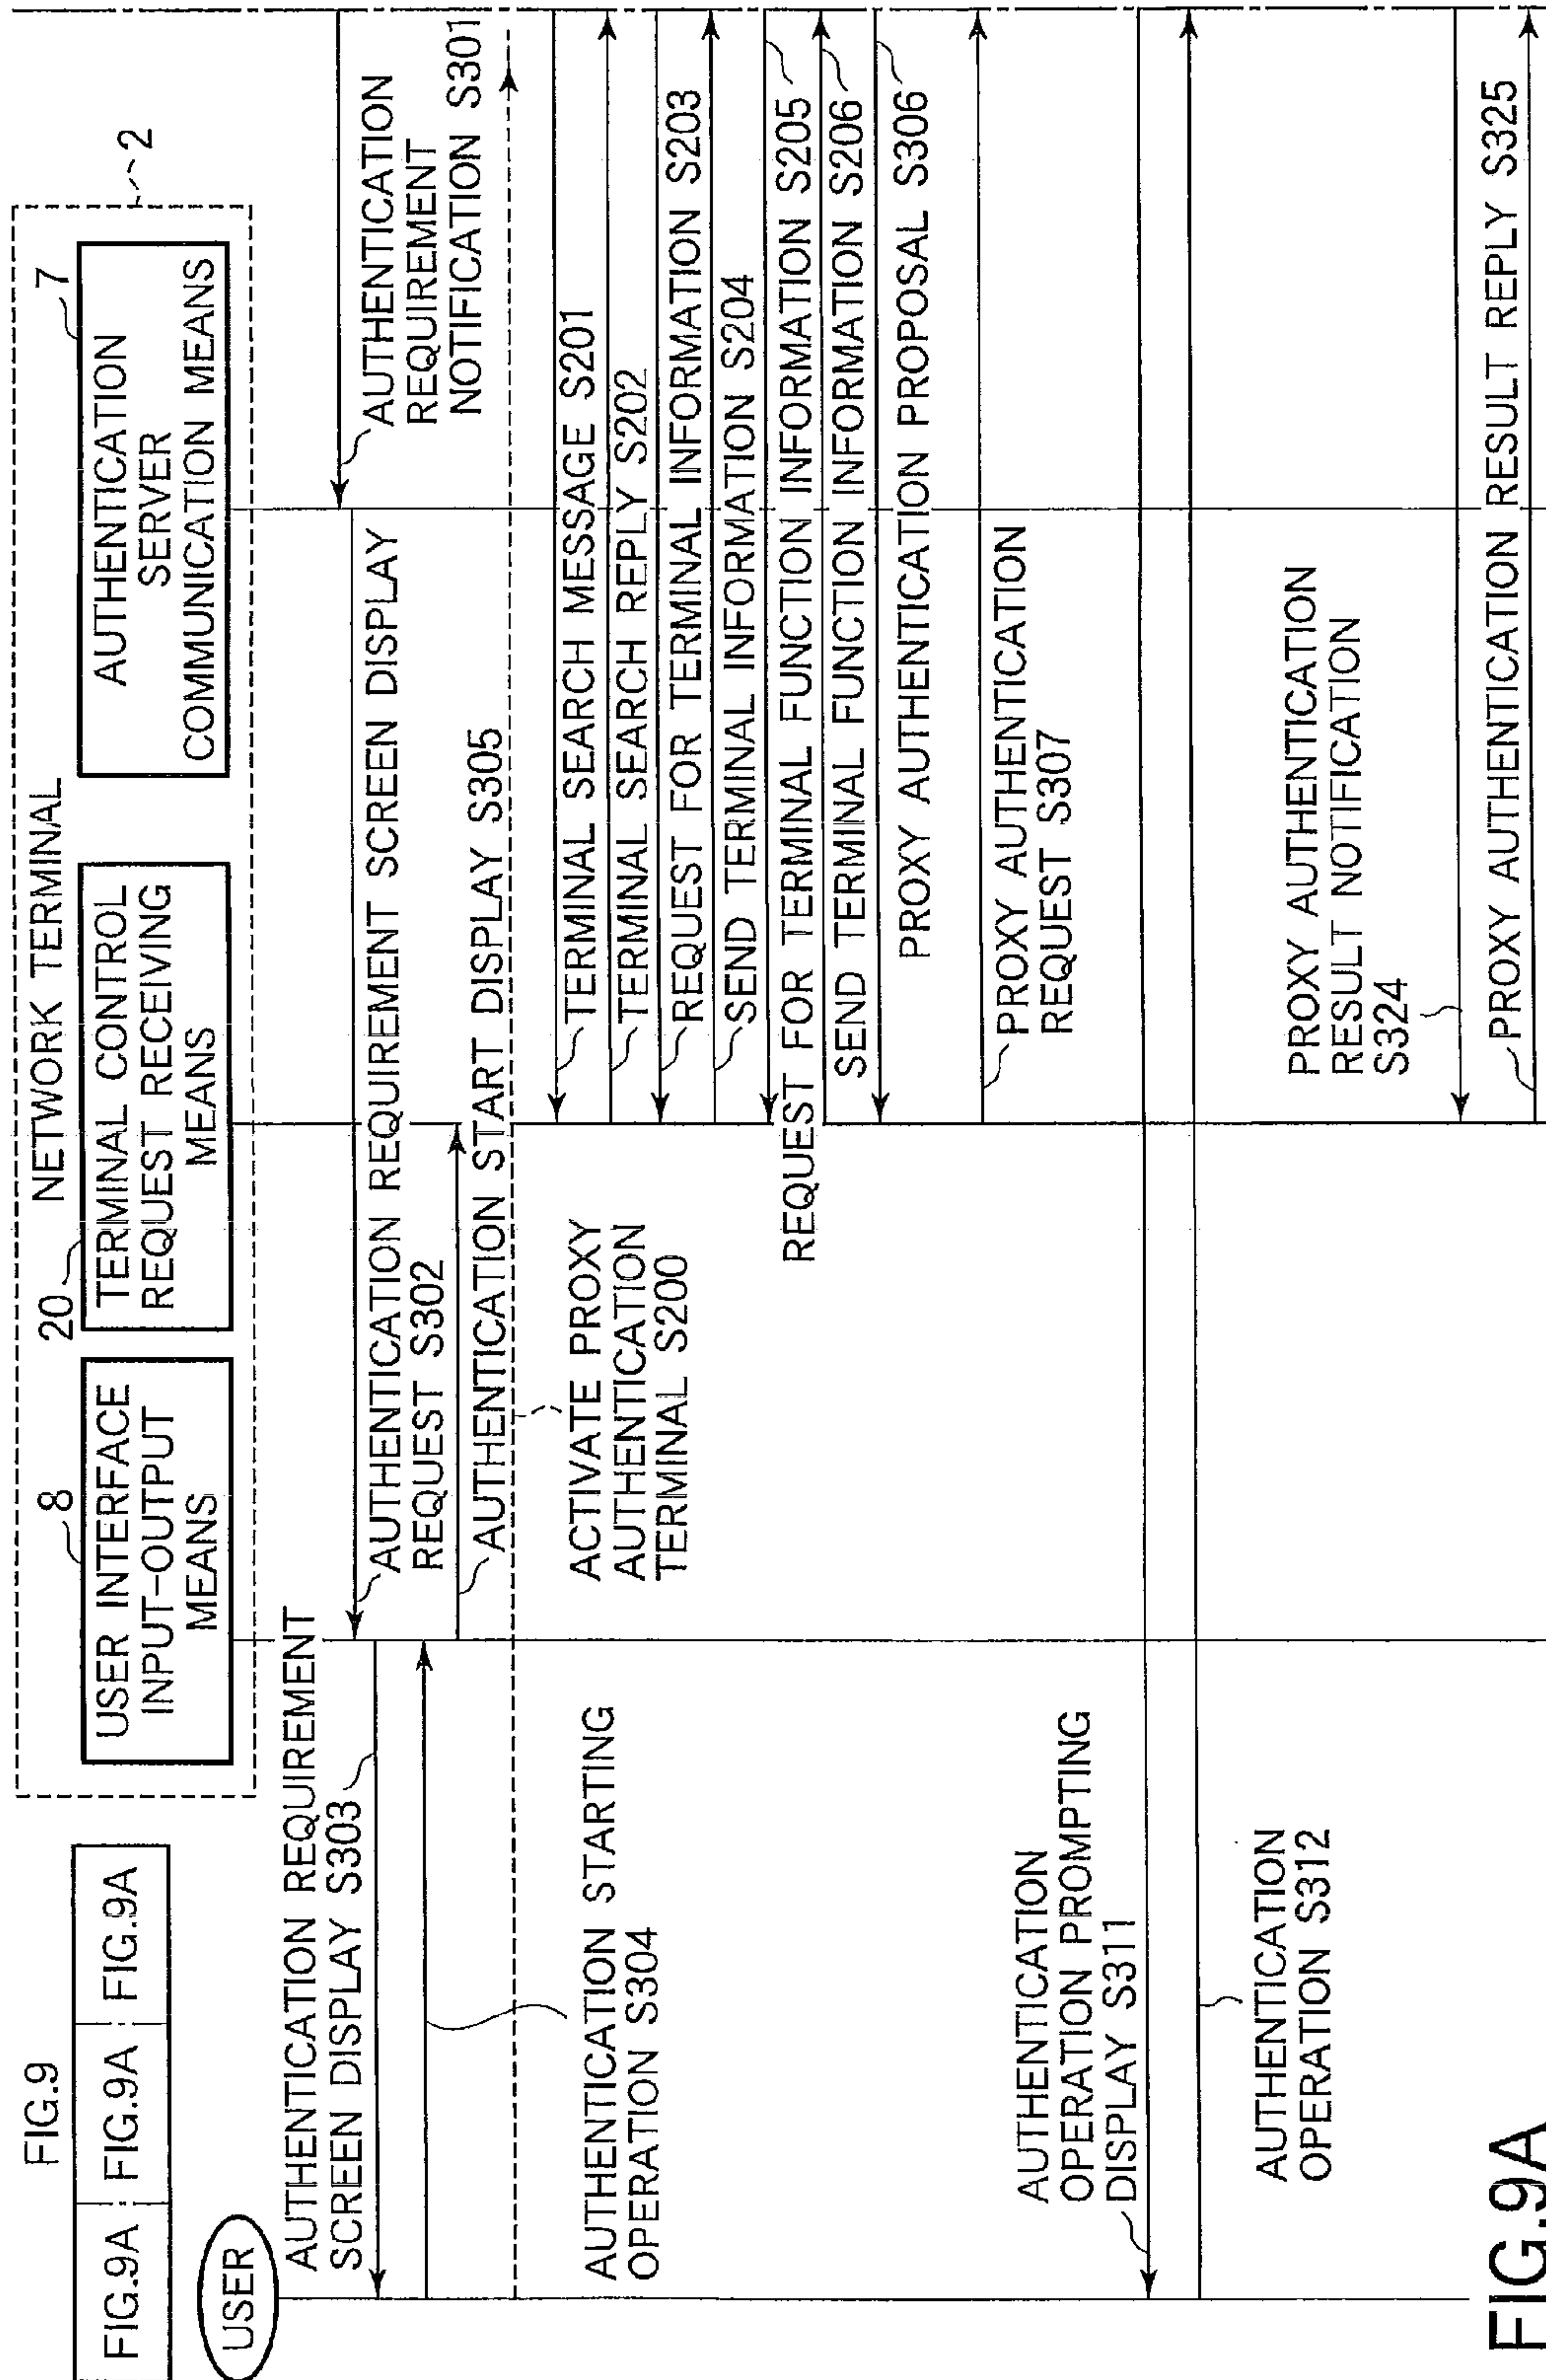 FIG.9
FIG.9A FIG.9A FIG.9A
NETWORK TERMINAL
2
8
USER INTERFACE
INPUT-OUTPUT
MEANS
20
TERMINAL CONTROL
REQUEST RECEIVING
MEANS
7
AUTHENTICATION
SERVER
COMMUNICATION MEANS
USER
AUTHENTICATION REQUIREMENT
SCREEN DISPLAY S303
AUTHENTICATION STARTING
OPERATION S304
AUTHENTICATION REQUIREMENT SCREEN DISPLAY
REQUEST S302
AUTHENTICATION START DISPLAY S305
AUTHENTICATION
REQUIREMENT
NOTIFICATION S301
ACTIVATE PROXY
AUTHENTICATION
TERMINAL S200
TERMINAL SEARCH MESSAGE S201
TERMINAL SEARCH REPLY S202
REQUEST FOR TERMINAL INFORMATION S203
SEND TERMINAL INFORMATION S204
REQUEST FOR TERMINAL FUNCTION INFORMATION S205
SEND TERMINAL FUNCTION INFORMATION S206
PROXY AUTHENTICATION PROPOSAL S306
PROXY AUTHENTICATION
REQUEST S307
AUTHENTICATION
OPERATION PROMPTING
DISPLAY S311
AUTHENTICATION
OPERATION S312
PROXY AUTHENTICATION
RESULT NOTIFICATION
S324
PROXY AUTHENTICATION RESULT REPLY S325
FIG.9A